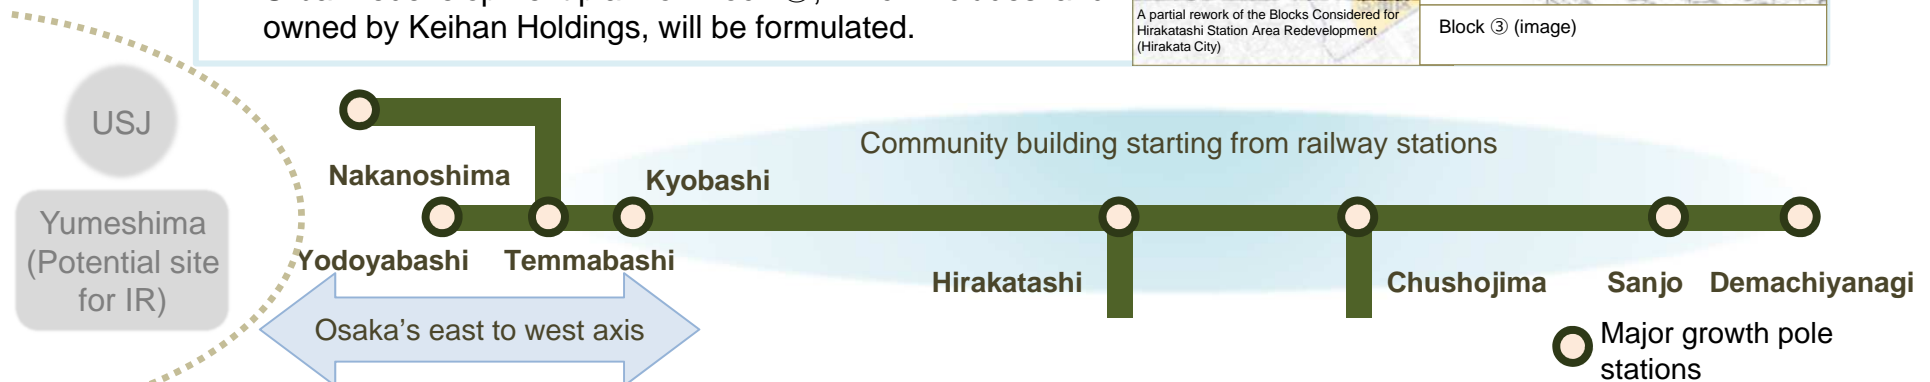 owned by Keihan Holdings, will be formulated.
A partial rework of the Blocks Considered for
Hirakatashi Station Area Redevelopment
(Hirakata City)
Block ③ (image)
USJ
Community building starting from railway stations
Nakanoshima
Kyobashi
Yumeshima
(Potential site
for IR)
Yodoyabashi
Temmabashi
Hirakatashi
Chushojima
Sanjo
Demachiyanagi
Osaka's east to west axis
Major growth pole
stations